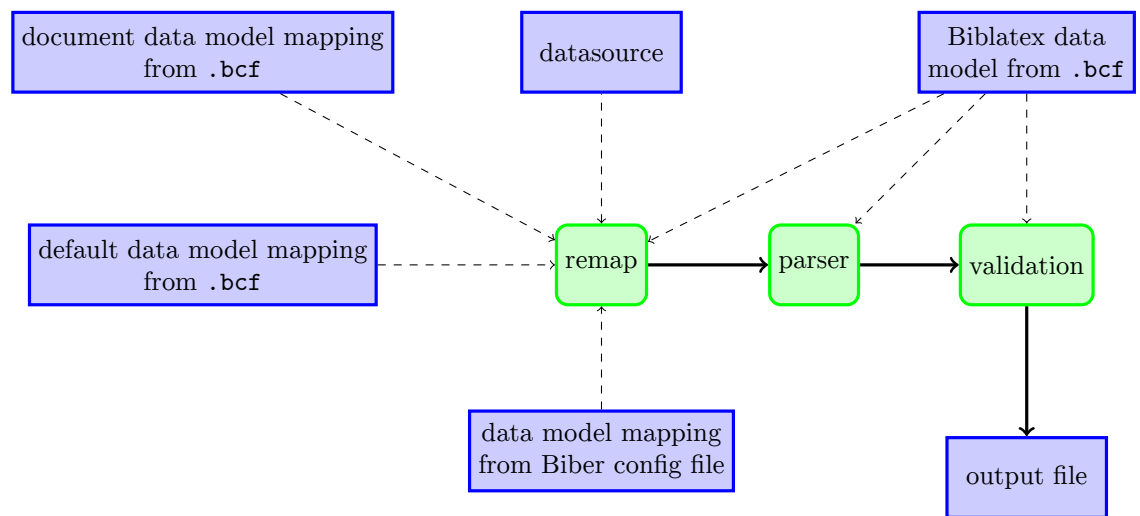 document data model mapping
from .bcf
datasource
Biblatex data
model from .bcf
default data model mapping
from .bcf
remap
parser
validation
data model mapping
from Biber config file
output file